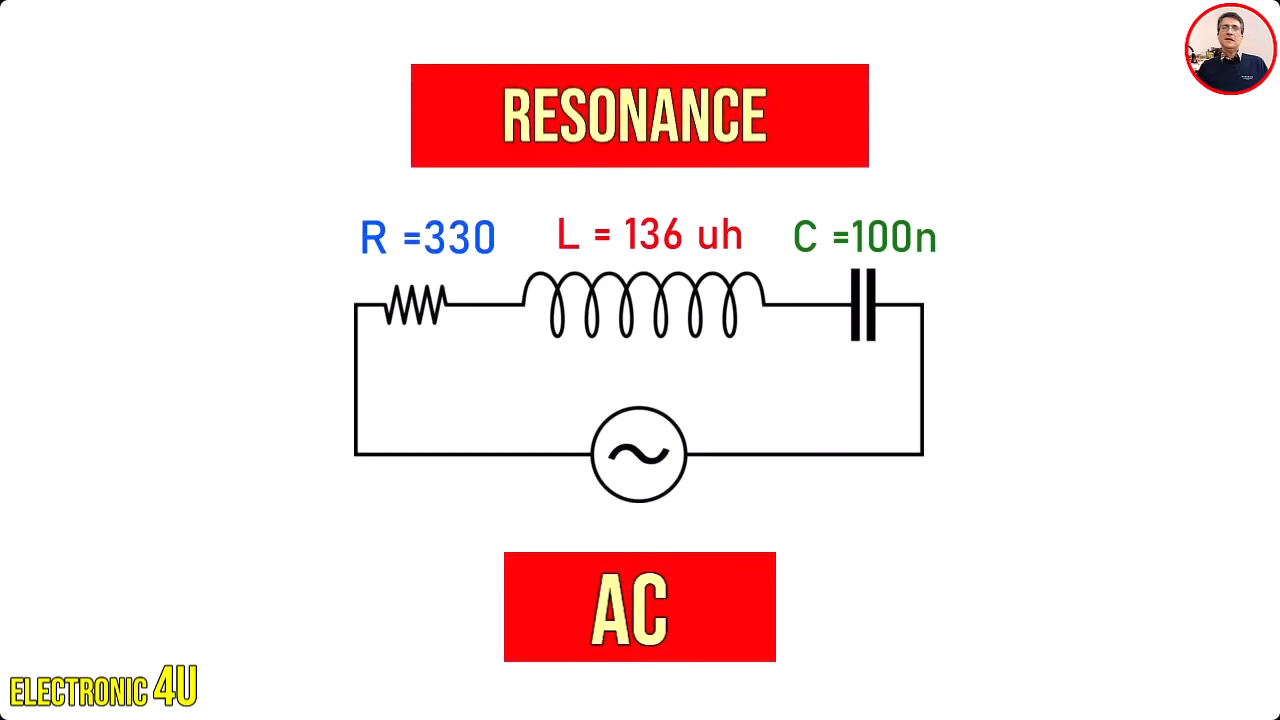 RESONANCE
R =330 L = 136 uh C =100n
AC
ELECTRONIC 4U